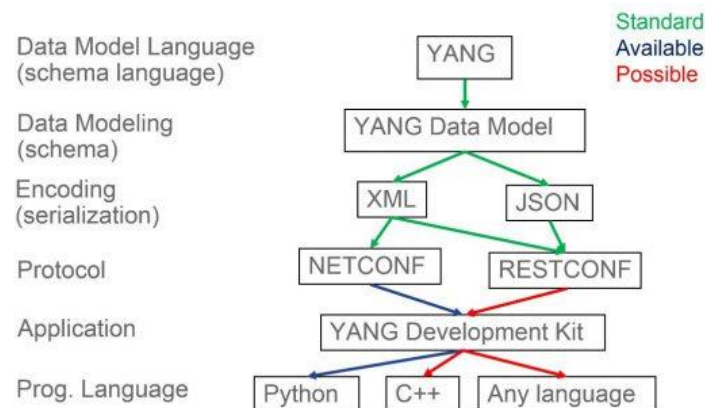 Standard
Available
Possible
Data Model Language
(schema language)
YANG
Data Modeling
(schema)
YANG Data Model
Encoding
(serialization)
XML
JSON
Protocol
NETCONF
RESTCONF
Application
YANG Development Kit
Prog. Language
Python
C++
Any language